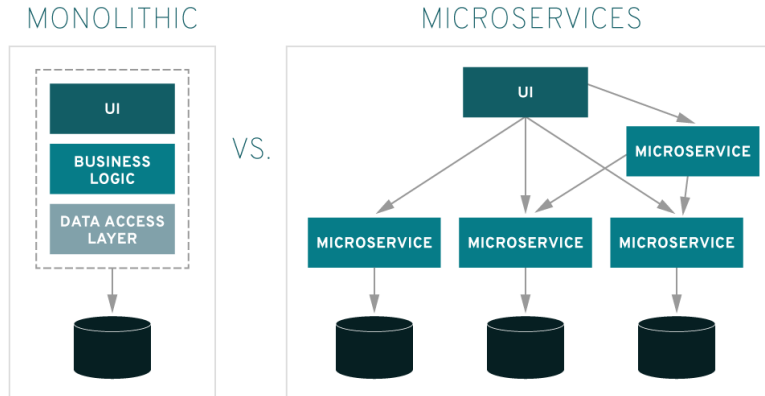 MONOLITHIC
MICROSERVICES
UI
BUSINESS
LOGIC
DATA ACCESS
LAYER
VS.
UI
MICROSERVICE
MICROSERVICE
MICROSERVICE
MICROSERVICE